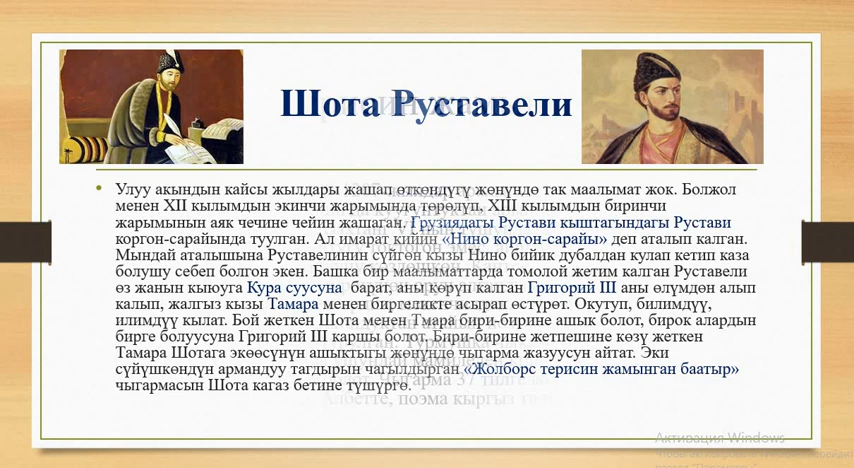 Шота Руставели
• Улуу акындын кайсы жылдары жашап өткөндүгү жөнүндө так маалымат жок. Болжол
менен XII кылымдын экинчи жарымында төрөлүп, XIII кылымдын биринчи
жарымынын аяк чечине чейин жашаган. Грузиядагы Рустави кыштагындагы Рустави
коргон-сарайында туулган. Ал имарат кийин «Нино коргон-сарайы» деп аталып калган.
Мындай аталышына Руставелинин сүйгөн кызы Нино бийик дубалдан кулап кетип каза
болушу себеп болгон экен. Башка бир маалыматтарда томолой жетим калган Руставели
өз жанын кыюуга Кура суусуна барат, аны көрүп калган Григорий III аны өлүмдөн алып
калып, жалгыз кызы Тамара менен биргеликте асырап өстүрөт. Окутуп, билимдүү,
илимдүү кылат. Бой жеткен Шота менен Тмара бири-бирине ашык болот, бирок алардын
бирге болуусуна Григорий III каршы болот. Бири-бирине жетпешине көзү жеткен
Тамара Шотага экөөсүнүн ашыктыгы жөнүндө чыгарма жазуусун айтат. Эки
сүйүшкөндүн армандуу тагдырын чагылдырган «Жолборс терисин жамынган баатыр»
чыгармасын Шота кагаз бетине түшүргө.
Чыгарма 37 тилге
поэма кыргыз
Активация Windows